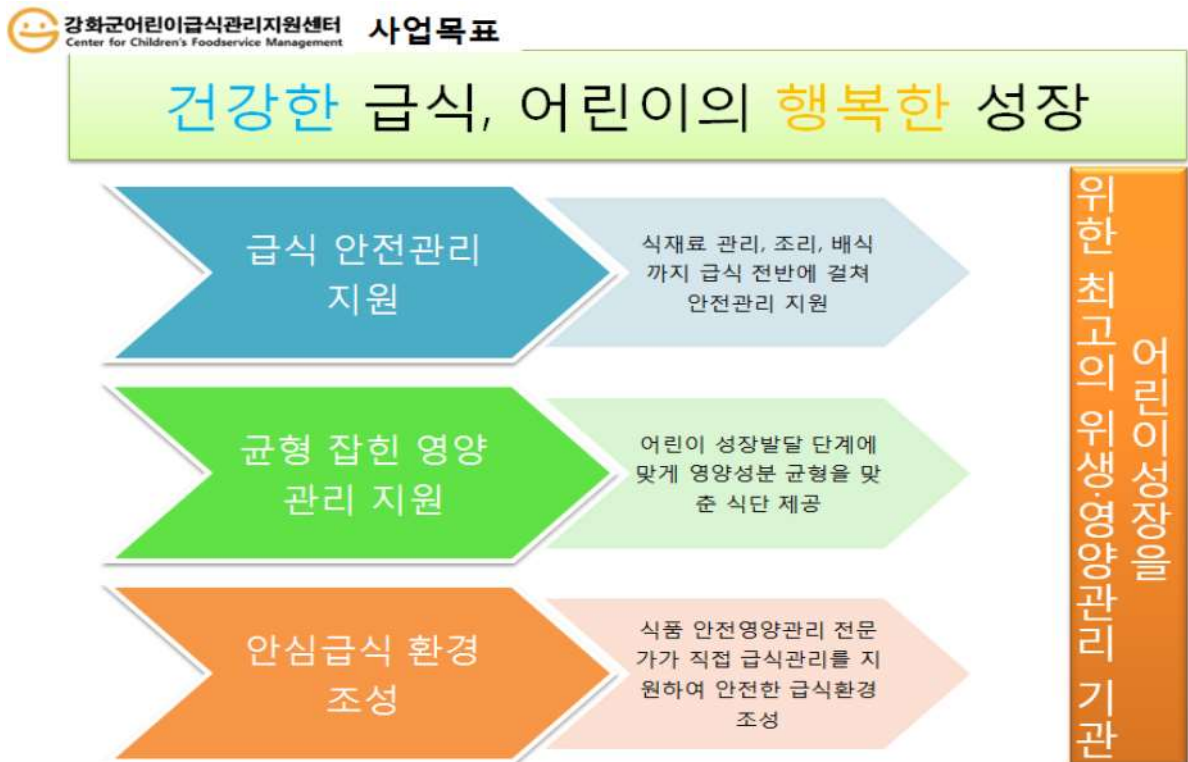 강화군어린이급식관리지원센터
Center for Children's Foodservice Management
사업목표
건강한 급식, 어린이의 행복한 성장
급식 안전관리
지원
식재료 관리, 조리, 배식
까지 급식 전반에 걸쳐
안전관리 지원
균형 잡힌 영양
관리 지원
어린이 성장발달 단계에
맞게 영양성분 균형을 맞
춘 식단 제공
안심급식 환경
조성
식품 안전영양관리 전문
가가 직접 급식관리를 지
원하여 안전한 급식환경
조성
어린이성장을
위한 최고의 위생·영양관리 기관